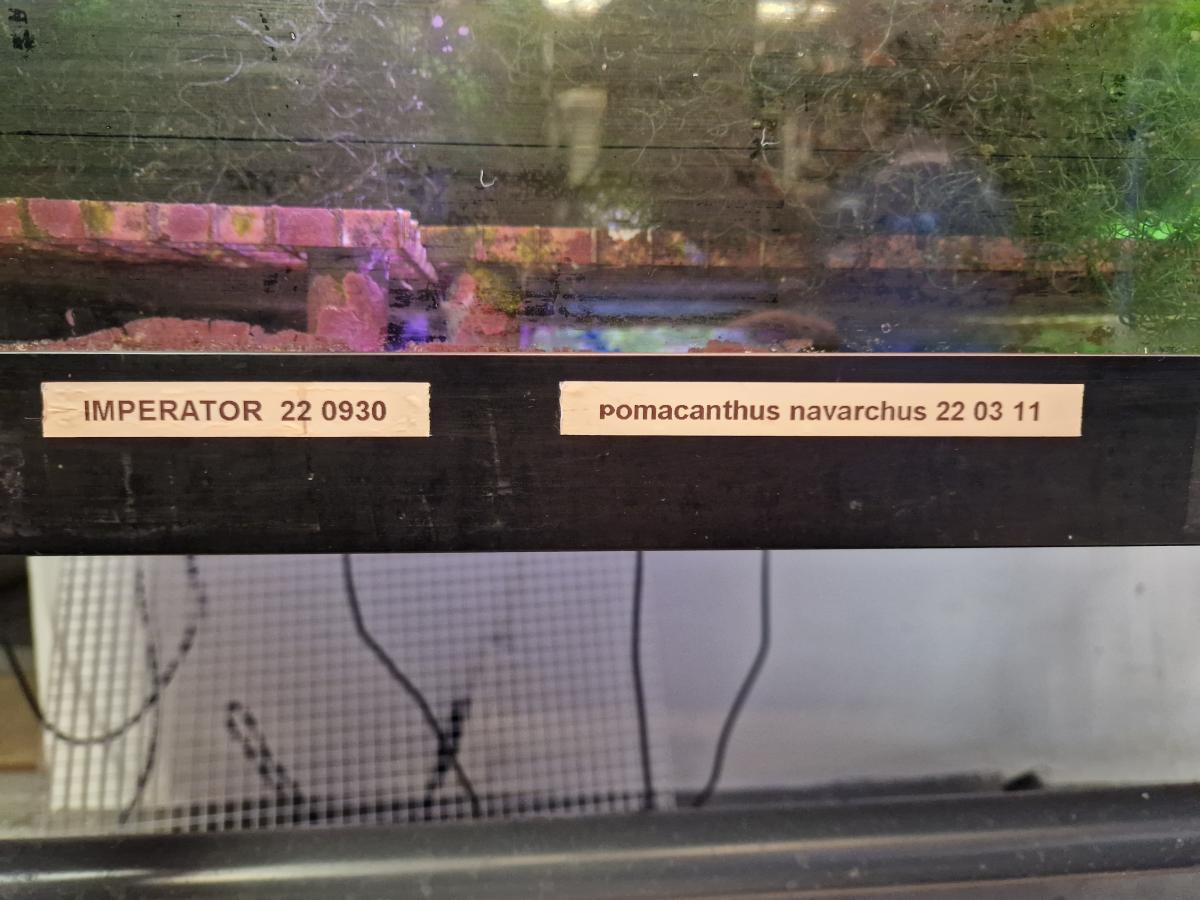 IMPERATOR 22 0930
pomacanthus navarchus 22 03 11